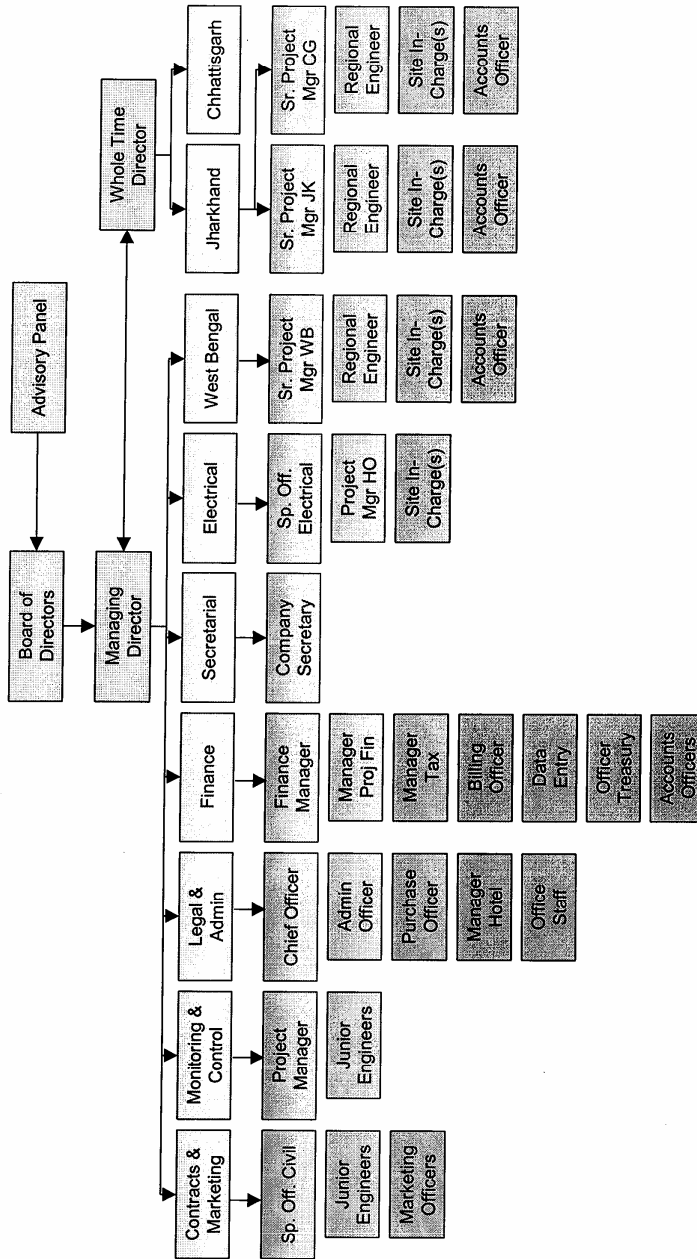 Advisory Panel
Board of
Directors
Managing
Director
Whole Time
Director
Contracts &
Marketing
Monitoring &
Control
Legal &
Admin
Finance
Secretarial
Electrical
West Bengal
Jharkhand
Chhattisgarh
Sp. Off. Civil
Project
Manager
Chief Officer
Finance
Manager
Company
Secretary
Sp. Off.
Electrical
Sr. Project
Mgr WB
Sr. Project
Mgr JK
Sr. Project
Mgr CG
Junior
Engineers
Junior
Engineers
Admin
Officer
Manager
Proj Fin
Project
Mgr HO
Regional
Engineer
Regional
Engineer
Regional
Engineer
Marketing
Officers
Purchase
Officer
Manager
Tax
Site In-
Charge(s)
Site In-
Charge(s)
Site In-
Charge(s)
Site In-
Charge(s)
Manager
Hotel
Billing
Officer
Accounts
Officer
Accounts
Officer
Accounts
Officer
Office
Staff
Data
Entry
Officer
Treasury
Accounts
Officers